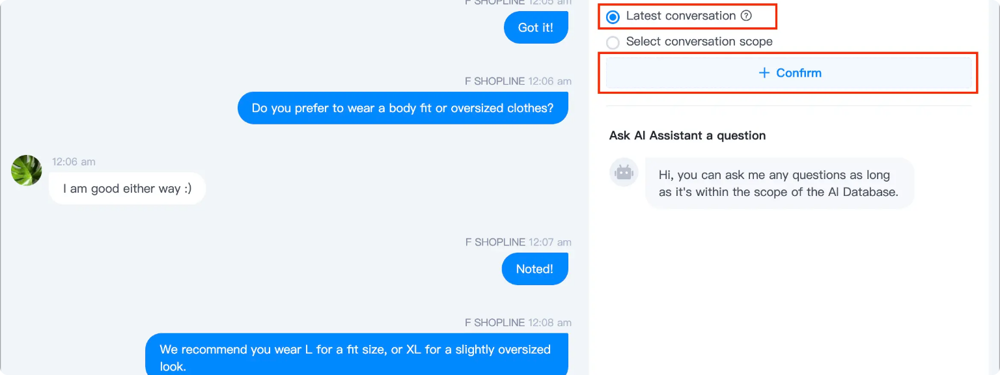 F SHOPLINE 12:05 am
Got it!
F SHOPLINE 12:06 am
Do you prefer to wear a body fit or oversized clothes?
12:06 am
I am good either way :)
F SHOPLINE 12:07 am
Noted!
F SHOPLINE 12:08 am
We recommend you wear L for a fit size, or XL for a slightly oversized
look.
Latest conversation ?
Select conversation scope
+ Confirm
Ask AI Assistant a question
Hi, you can ask me any questions as long
as it's within the scope of the AI Database.